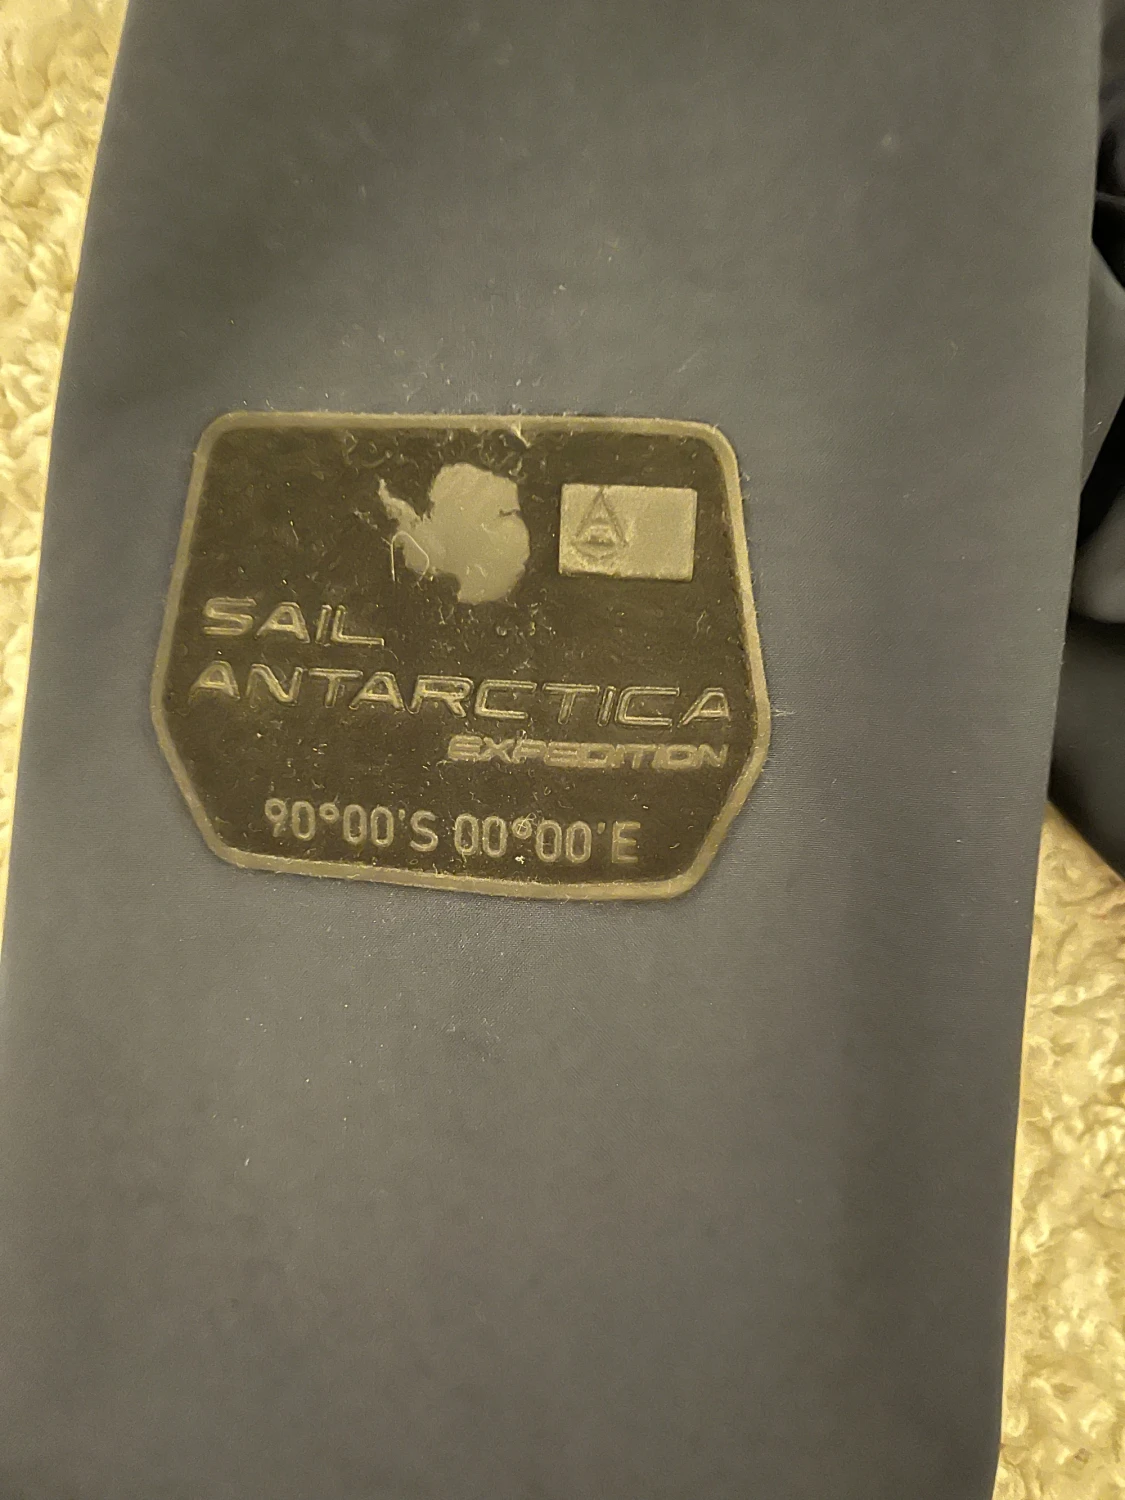 SAIL
ANTARCTICA
EXPEDITION
90°00'S 00°00'E